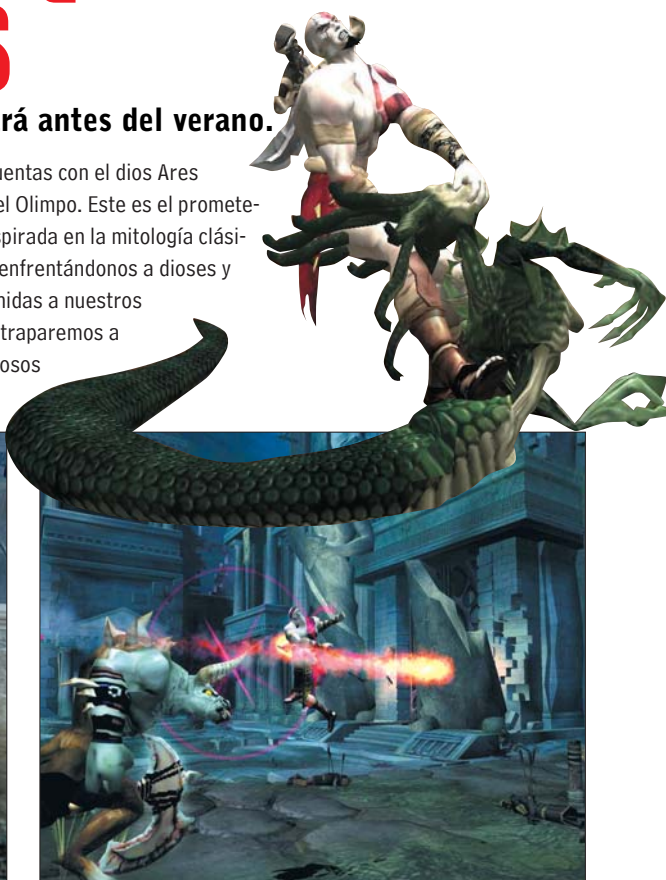 rá antes del verano.
uentas con el dios Ares
el Olimpo. Este es el promete-
spirada en la mitología clási-
enfrentándonos a dioses y
nidas a nuestros
traparemos a
osos